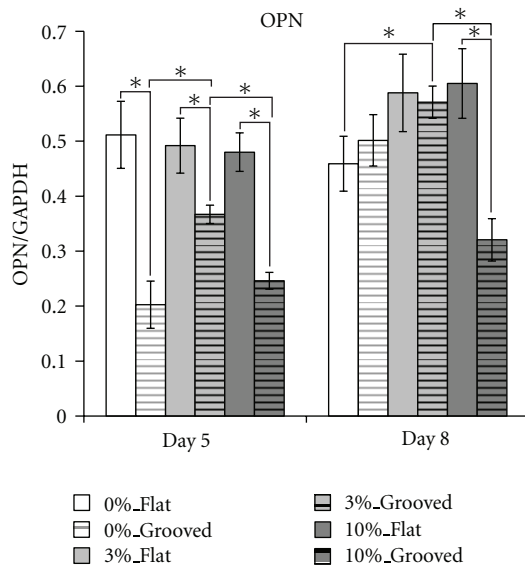 OPN
OPN/GAPDH
0.7
0.6
0.5
0.4
0.3
0.2
0.1
0
* * * * * * * * *
Day 5 Day 8
0%_Flat
0%_Grooved
3%_Flat
3%_Grooved
10%_Flat
10%_Grooved